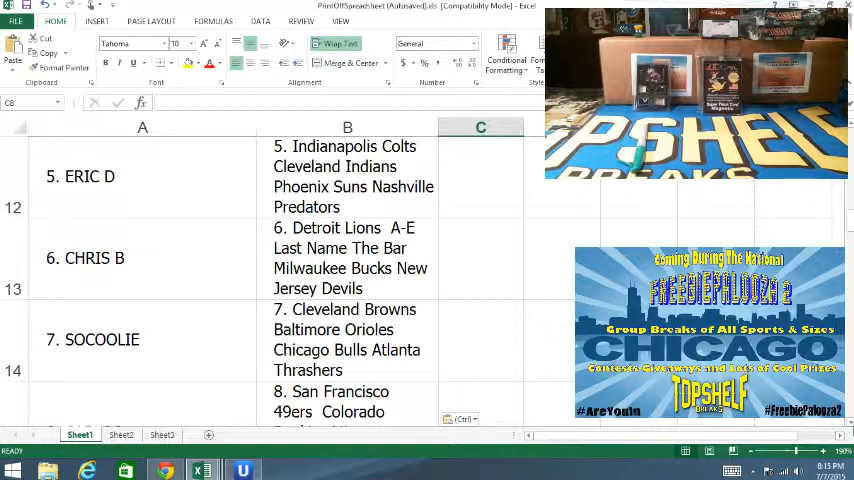 PrintOffSpreadsheet (Autosaved).xls [Compatibility Mode] - Excel
FILE HOME INSERT PAGE LAYOUT FORMULAS DATA REVIEW VIEW
Cut
Copy
Format Painter
Paste
Clipboard
Tahoma 10
B I U
Font
Wrap Text
Merge & Center
Alignment
General
$ % ,
Number
Conditional
Formatting
C8
fx
A B C
12
5. ERIC D
5. Indianapolis Colts
Cleveland Indians
Phoenix Suns Nashville
Predators
13
6. CHRIS B
6. Detroit Lions A-E
Last Name The Bar
Milwaukee Bucks New
Jersey Devils
14
7. SOCOOLIE
7. Cleveland Browns
Baltimore Orioles
Chicago Bulls Atlanta
Thrashers
8. San Francisco
49ers Colorado
(Ctrl)
TOPSHELF
BREAKS
Coming During The National
FREEBIEPALOOZA 2
Group Breaks of All Sports & Sizes
CHICAGO
Contests-Giveaways and Lots of Cool Prizes
TOPSHELF
BREAKS
#AreYouIn #FreebiePalooza2
Sheet1 Sheet2 Sheet3
READY
190%
8:15 PM
7/7/2015